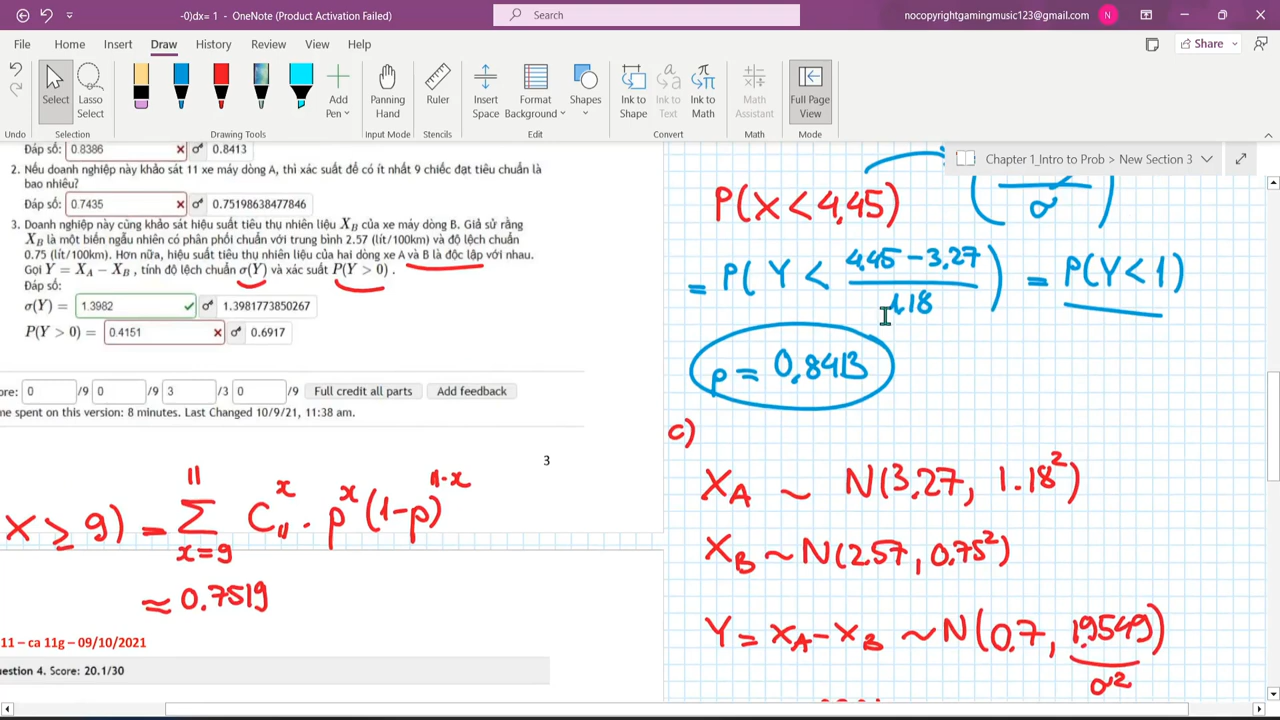 -0)dx= 1 - OneNote (Product Activation Failed)
Search
nocopyrightgamingmusic123@gmail.com
N
File Home Insert Draw History Review View Help
Share
Select
Lasso Select
Add Pen
Panning Hand
Ruler
Insert Space
Format Background
Shapes
Ink to Shape
Ink to Text
Ink to Math
Math Assistant
Full Page View
Undo
Selection
Drawing Tools
Input Mode
Stencils
Edit
Convert
Math
Mode
Chapter 1_Intro to Prob > New Section 3
Đáp số: 0.8386 0.8413
2. Nếu doanh nghiệp này khảo sát 11 xe máy dòng A, thì xác suất để có ít nhất 9 chiếc đạt tiêu chuẩn là
bao nhiêu?
Đáp số: 0.7435 0.75198638477846
3. Doanh nghiệp này cũng khảo sát hiệu suất tiêu thụ nhiên liệu X_B của xe máy dòng B. Giả sử rằng
X_B là một biến ngẫu nhiên có phân phối chuẩn với trung bình 2.57 (lít/100km) và độ lệch chuẩn
0.75 (lít/100km). Hơn nữa, hiệu suất tiêu thụ nhiên liệu của hai dòng xe A và B là độc lập với nhau.
Gọi Y = X_A − X_B, tính độ lệch chuẩn σ(Y) và xác suất P(Y > 0).
Đáp số:
σ(Y) = 1.3982 1.3981773850267
P(Y > 0) = 0.4151 0.6917
ore: 0 /9 0 /9 3 /3 0 /9 Full credit all parts Add feedback
me spent on this version: 8 minutes. Last Changed 10/9/21, 11:38 am.
3
X ≥ 9) = Σ C p^x (1-p)^11-x
11
x=9
x
11
≈ 0.7519
11 – ca 11g – 09/10/2021
uestion 4. Score: 20.1/30
σ
P(X < 4,45)
= P(Y < 4,45 - 3,27 / 1.18) = P(Y < 1)
p = 0,8413
c)
X_A ~ N(3,27, 1.18²)
X_B ~ N(2.57, 0.75²)
Y = X_A - X_B ~ N(0.7, 1.9549)
σ²